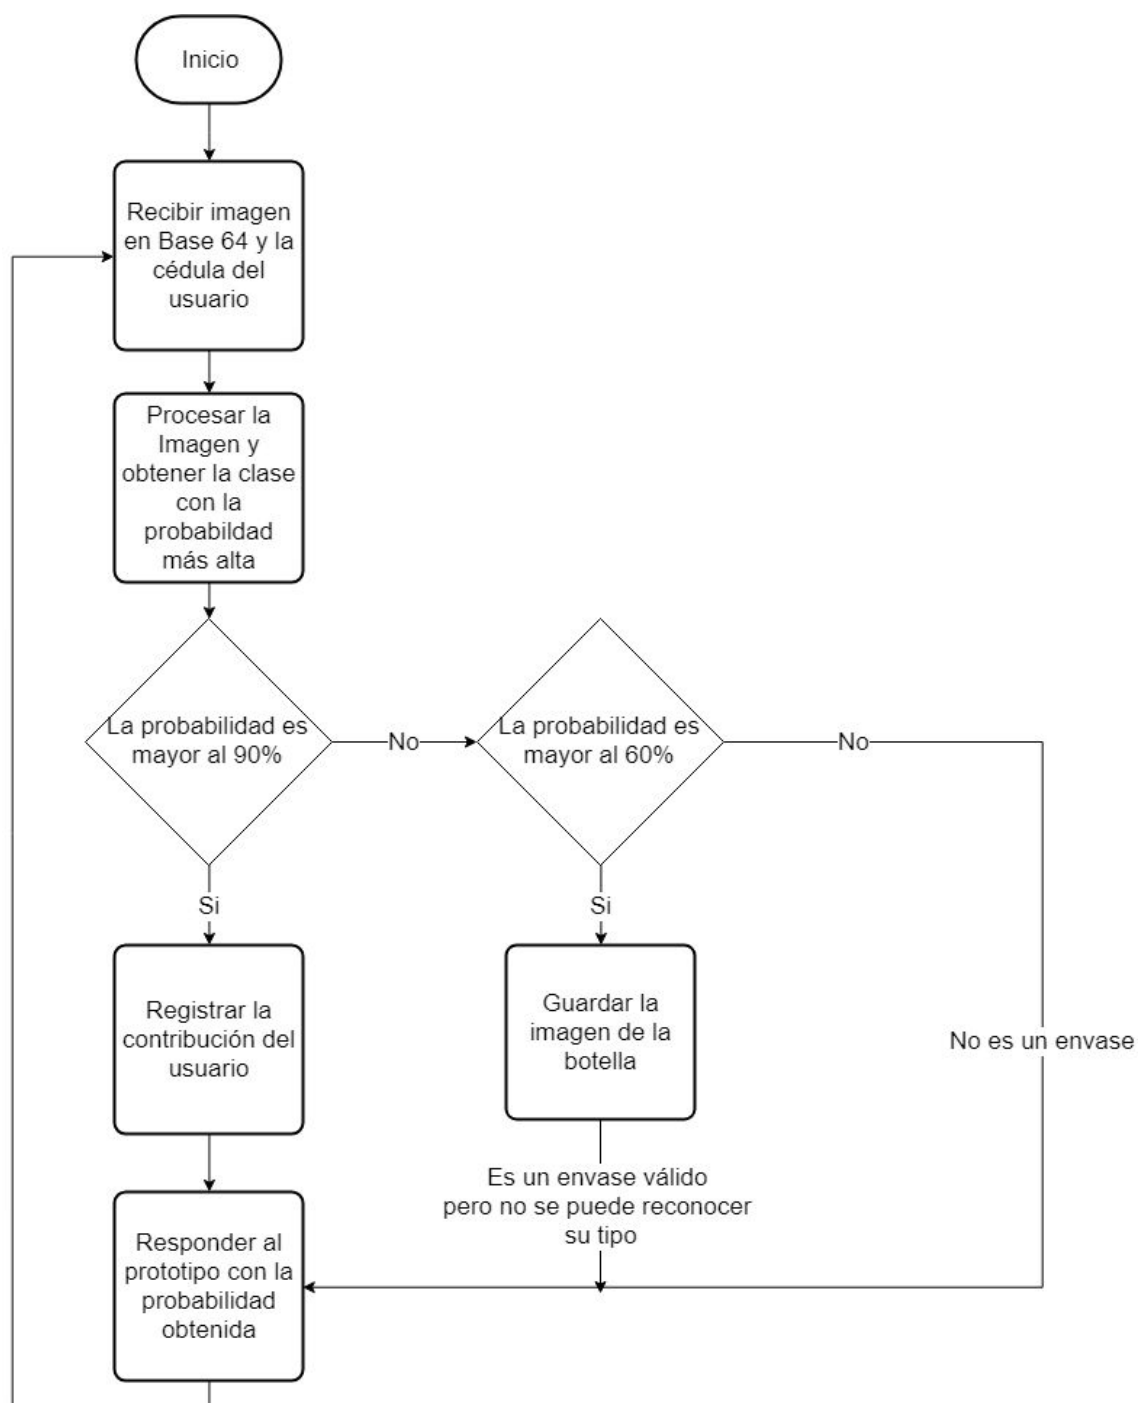 Inicio
Recibir imagen
en Base 64 y la
cédula del
usuario
Procesar la
Imagen y
obtener la clase
con la
probabildad
más alta
La probabilidad es
mayor al 90%
No
La probabilidad es
mayor al 60%
No
Si
Si
Registrar la
contribución del
usuario
Guardar la
imagen de la
botella
No es un envase
Es un envase válido
pero no se puede reconocer
su tipo
Responder al
prototipo con la
probabilidad
obtenida